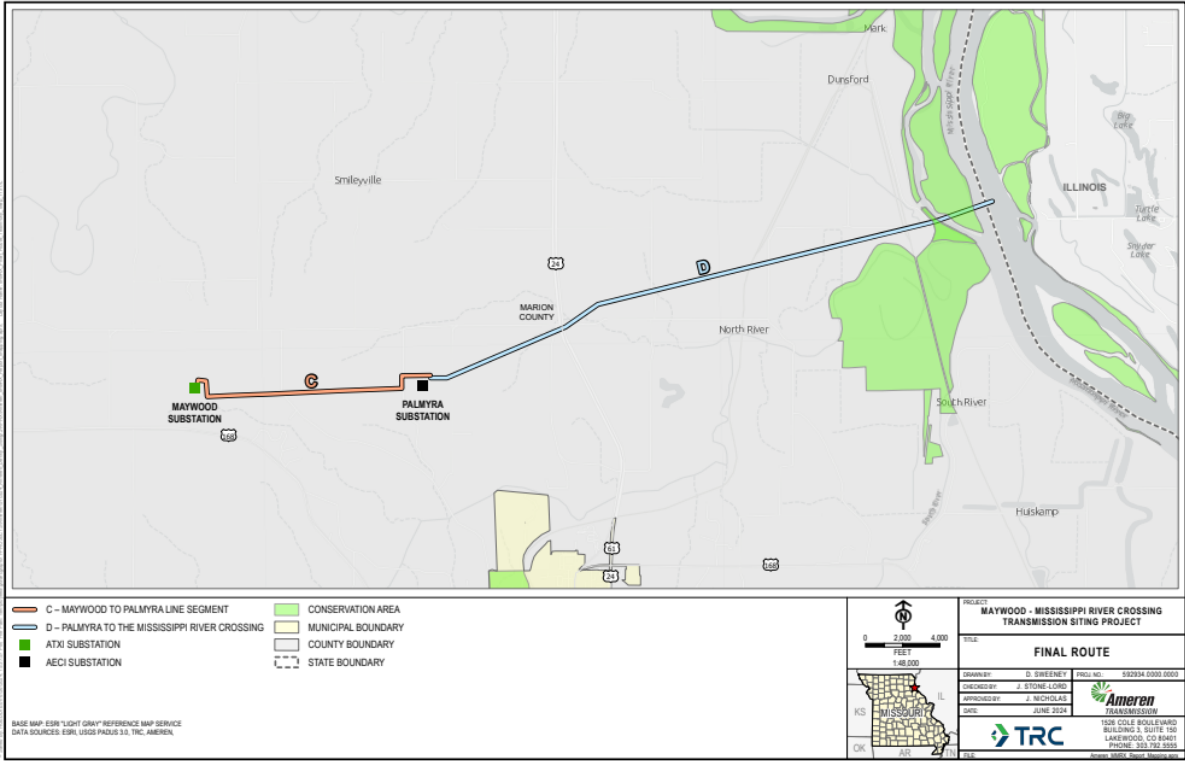 Mark
Dunsford
Mississippi River
Big
Lake
Smileyville
ILLINOIS
Turtle
Lake
Snyder
Lake
24
D
MARION
COUNTY
North River
C
MAYWOOD
SUBSTATION
PALMYRA
SUBSTATION
168
South River
Huiskamp
61
24
168
C – MAYWOOD TO PALMYRA LINE SEGMENT
D – PALMYRA TO THE MISSISSIPPI RIVER CROSSING
ATXI SUBSTATION
AECI SUBSTATION
CONSERVATION AREA
MUNICIPAL BOUNDARY
COUNTY BOUNDARY
STATE BOUNDARY
BASE MAP: ESRI "LIGHT GRAY" REFERENCE MAP SERVICE
DATA SOURCES: ESRI, USGS PADUS 3.0, TRC, AMEREN,
N
0 2,000 4,000
FEET
1:48,000
KS
MISSOURI
IL
OK
AR
TN
PROJECT:
MAYWOOD - MISSISSIPPI RIVER CROSSING
TRANSMISSION SITING PROJECT
TITLE:
FINAL ROUTE
DRAWN BY: D. SWEENEY
CHECKED BY: J. STONE-LORD
APPROVED BY: J. NICHOLAS
DATE: JUNE 2024
PROJ. NO.: 592934.0000.0000
Ameren
TRANSMISSION
TRC
1526 COLE BOULEVARD
BUILDING 3, SUITE 150
LAKEWOOD, CO 80401
PHONE: 303.792.5555
FILE: